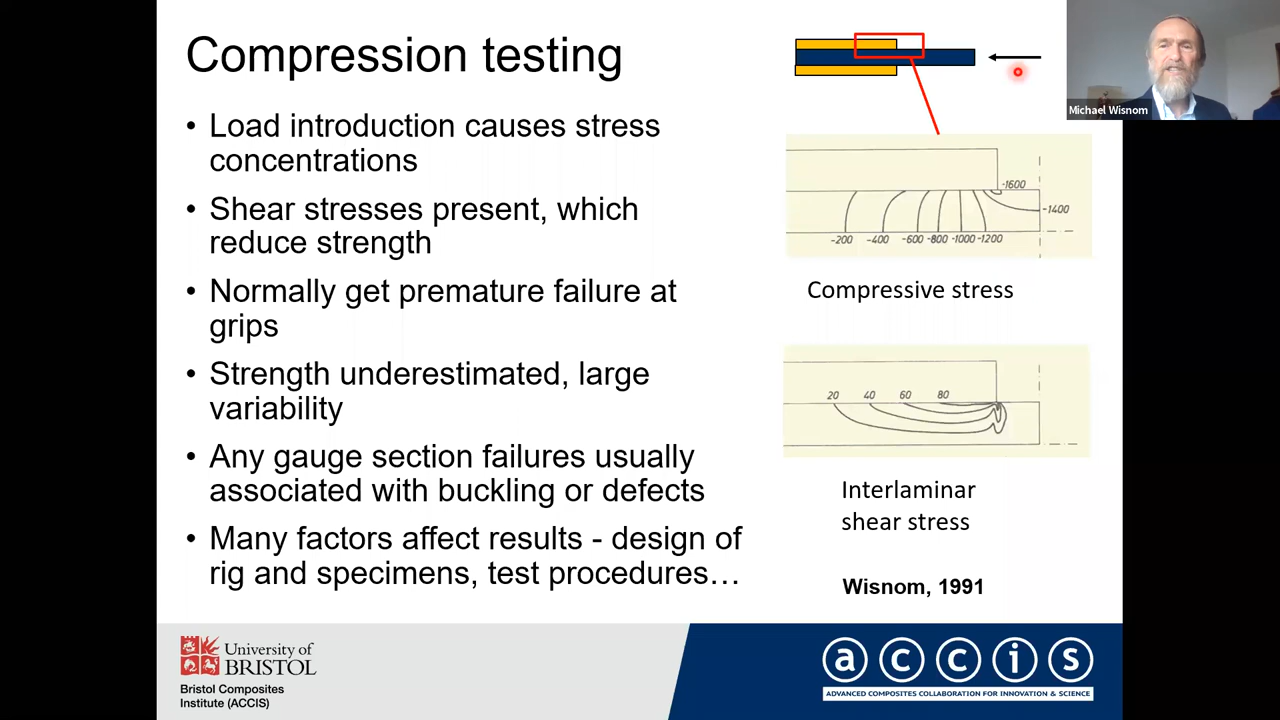 Compression testing
• Load introduction causes stress
concentrations
• Shear stresses present, which
reduce strength
• Normally get premature failure at
grips
• Strength underestimated, large
variability
• Any gauge section failures usually
associated with buckling or defects
• Many factors affect results - design of
rig and specimens, test procedures…
Michael Wisnom
-1600
-1400
-200 -400 -600 -800 -1000 -1200
Compressive stress
20 40 60 80
Interlaminar
shear stress
Wisnom, 1991
University of
BRISTOL
Bristol Composites
Institute (ACCIS)
accis
ADVANCED COMPOSITES COLLABORATION FOR INNOVATION & SCIENCE